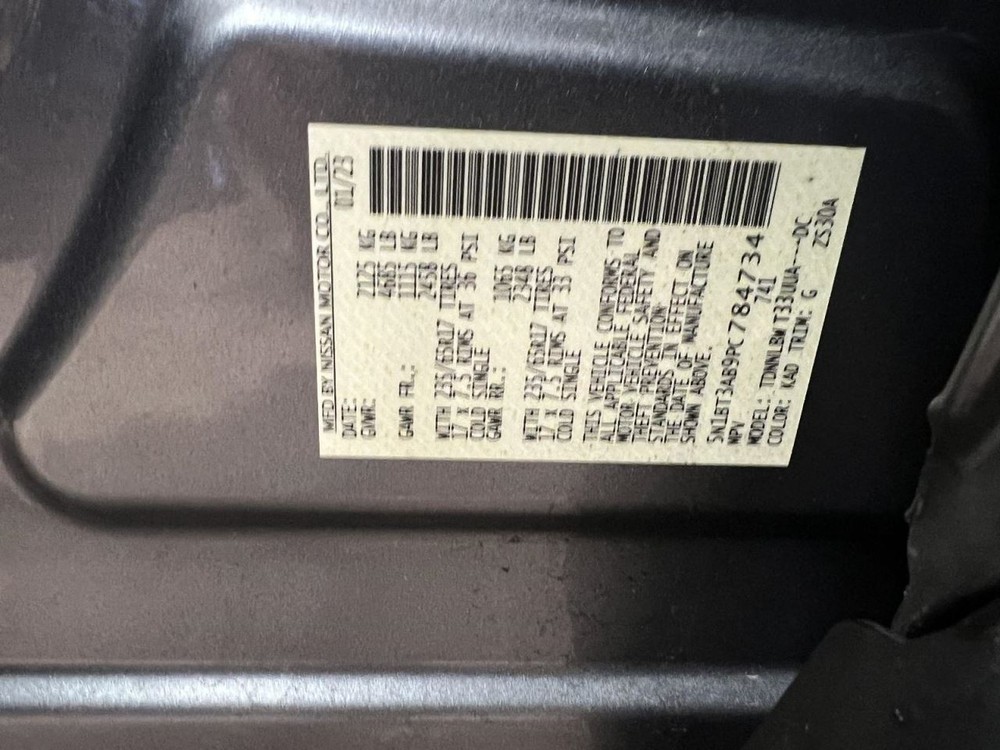 MFD BY NISSAN MOTOR CO., LTD.
DATE: 01/23
GVWR: 2125 KG
4685 LB
GAWR FR.: 1115 KG
2458 LB
WITH 235/65R17 TIRES
17 X 7.5 RIMS AT 36 PSI
COLD SINGLE
GAWR RR.: 1065 KG
2348 LB
WITH 235/65R17 TIRES
17 X 7.5 RIMS AT 33 PSI
COLD SINGLE
THIS VEHICLE CONFORMS TO
ALL APPLICABLE FEDERAL
MOTOR VEHICLE SAFETY AND
THEFT PREVENTION
STANDARDS IN EFFECT ON
THE DATE OF MANUFACTURE
SHOWN ABOVE.
5N1BT3AB9PC784734
MPV 741
MODEL: TDNNLBW T33UUA---DC
COLOR: KAD TRIM: G ZS30A